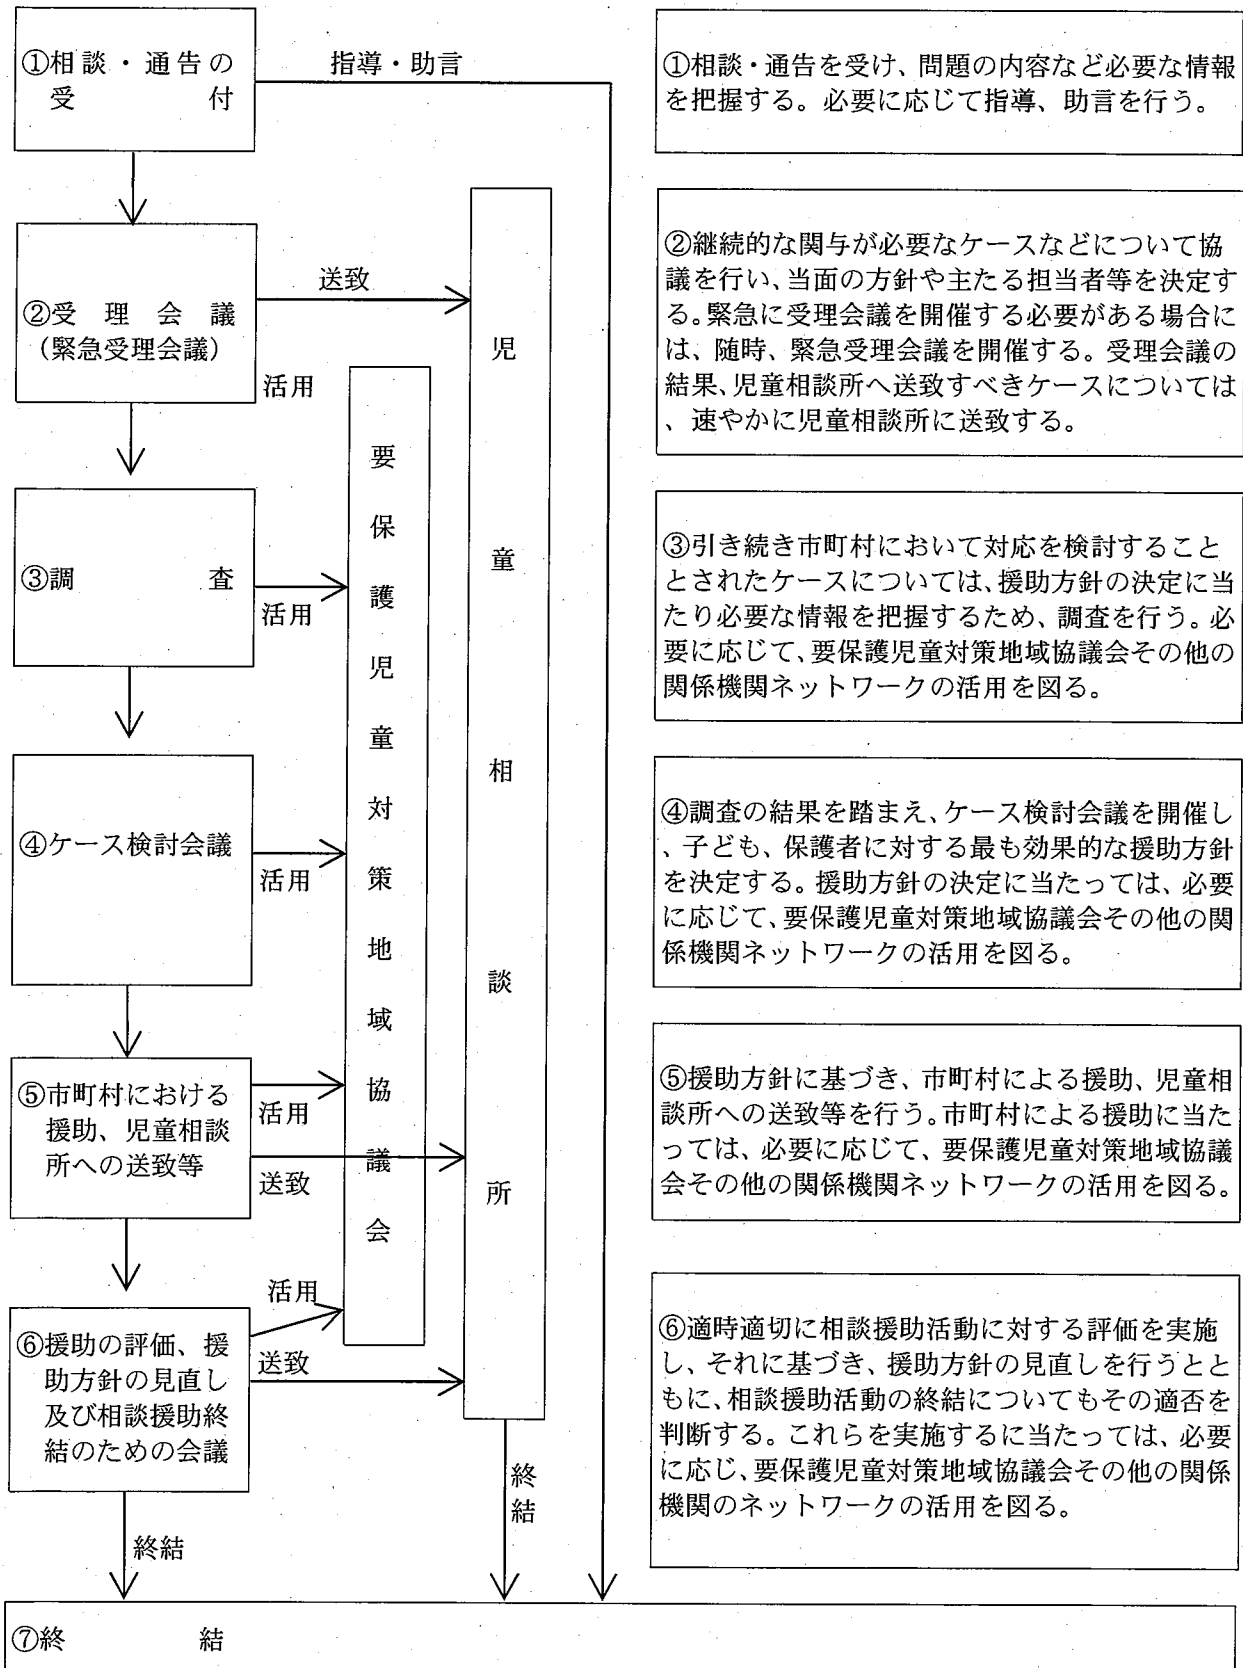 ①相談・通告の
受付
指導・助言
①相談・通告を受け、問題の内容など必要な情報
を把握する。必要に応じて指導、助言を行う。
②受理会議
(緊急受理会議)
送致
活用
②継続的な関与が必要なケースなどについて協
議を行い、当面の方針や主たる担当者等を決定す
る。緊急に受理会議を開催する必要がある場合に
は、随時、緊急受理会議を開催する。受理会議の
結果、児童相談所へ送致すべきケースについては
、速やかに児童相談所に送致する。
要保護児童対策地域協議会
児童相談所
③調査
活用
③引き続き市町村において対応を検討すること
とされたケースについては、援助方針の決定に当
たり必要な情報を把握するため、調査を行う。必
要に応じて、要保護児童対策地域協議会その他の
関係機関ネットワークの活用を図る。
④ケース検討会議
活用
④調査の結果を踏まえ、ケース検討会議を開催し
、子ども、保護者に対する最も効果的な援助方針
を決定する。援助方針の決定に当たっては、必要
に応じて、要保護児童対策地域協議会その他の関
係機関ネットワークの活用を図る。
⑤市町村における
援助、児童相談
所への送致等
活用
送致
⑤援助方針に基づき、市町村による援助、児童相
談所への送致等を行う。市町村による援助に当た
っては、必要に応じて、要保護児童対策地域協議
会その他の関係機関ネットワークの活用を図る。
⑥援助の評価、援
助方針の見直し
及び相談援助終
結のための会議
活用
送致
⑥適時適切に相談援助活動に対する評価を実施
し、それに基づき、援助方針の見直しを行うとと
もに、相談援助活動の終結についてもその適否を
判断する。これらを実施するに当たっては、必要
に応じ、要保護児童対策地域協議会その他の関係
機関のネットワークの活用を図る。
終結
終結
⑦終結